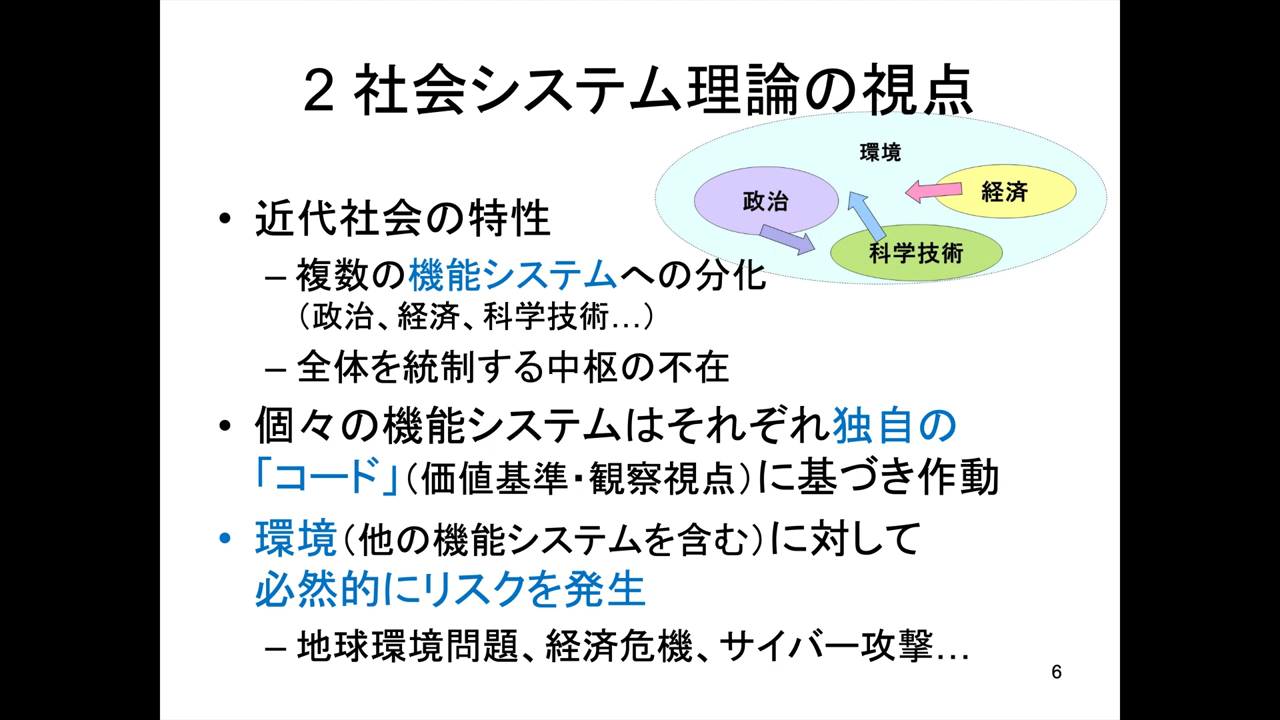 2 社会システム理論の視点
環境
政治
経済
科学技術
• 近代社会の特性
– 複数の機能システムへの分化
（政治、経済、科学技術…）
– 全体を統制する中枢の不在
• 個々の機能システムはそれぞれ独自の
「コード」（価値基準・観察視点）に基づき作動
• 環境（他の機能システムを含む）に対して
必然的にリスクを発生
– 地球環境問題、経済危機、サイバー攻撃…
6